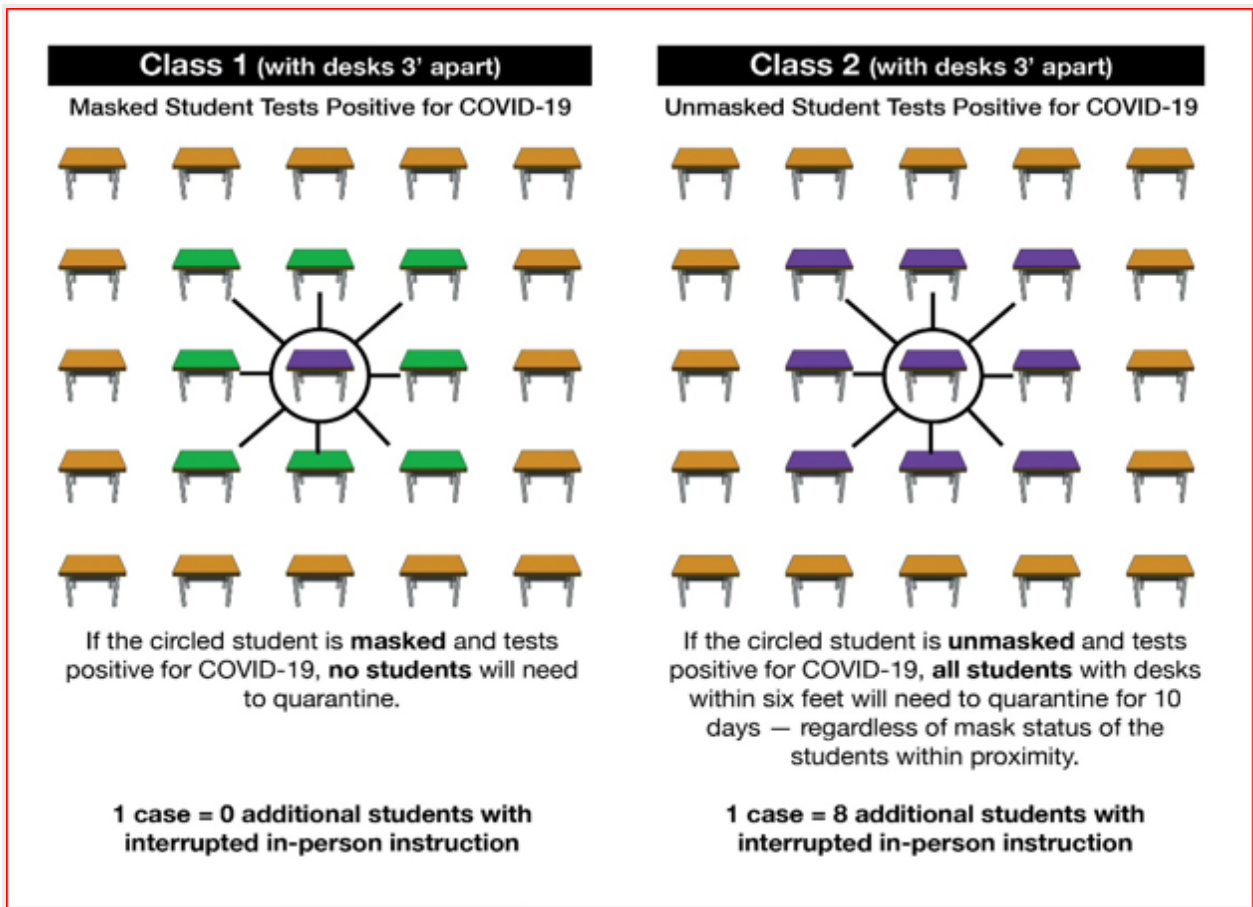 Class 1 (with desks 3' apart)
Masked Student Tests Positive for COVID-19
If the circled student is masked and tests
positive for COVID-19, no students will need
to quarantine.
1 case = 0 additional students with
interrupted in-person instruction
Class 2 (with desks 3' apart)
Unmasked Student Tests Positive for COVID-19
If the circled student is unmasked and tests
positive for COVID-19, all students with desks
within six feet will need to quarantine for 10
days — regardless of mask status of the
students within proximity.
1 case = 8 additional students with
interrupted in-person instruction